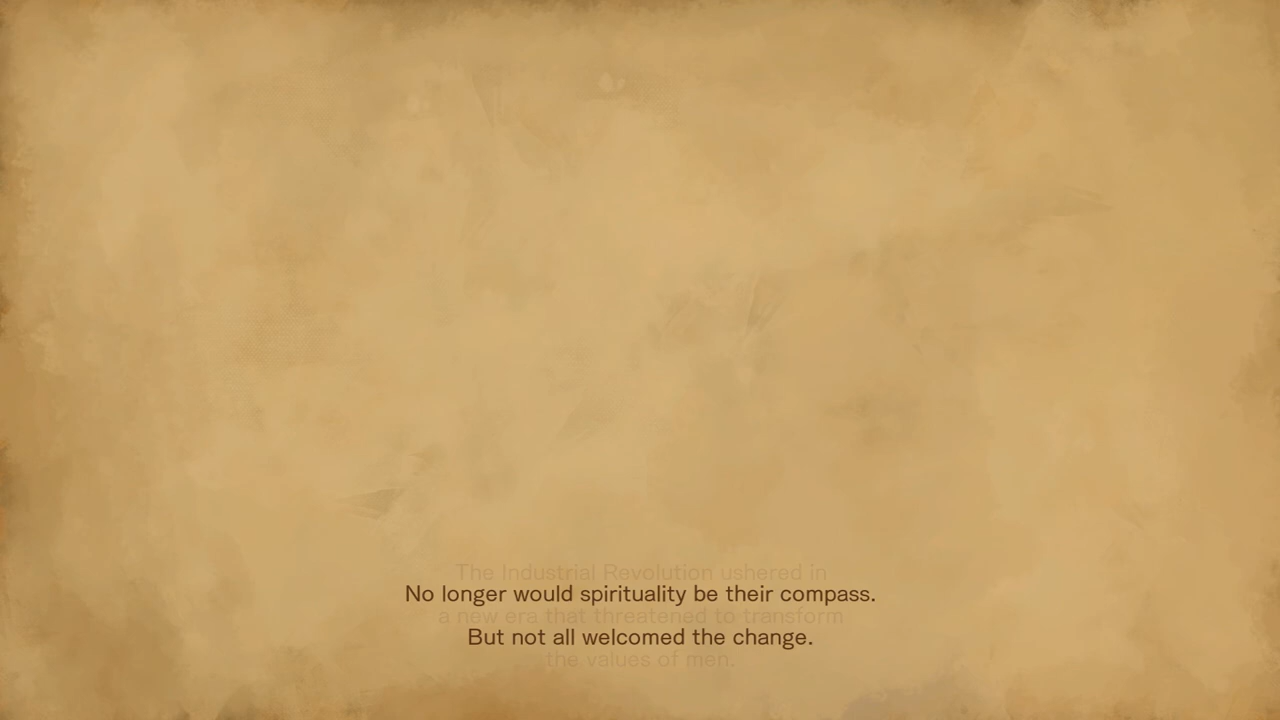 The Industrial Revolution ushered in
No longer would spirituality be their compass.
a new era that threatened to transform
But not all welcomed the change.
the values of men.